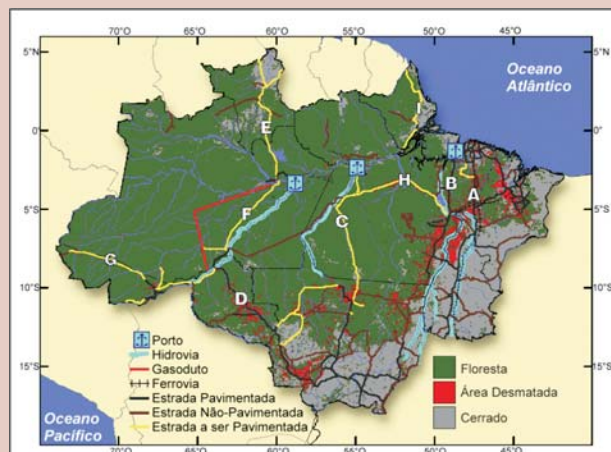 70°W 65°W 60°W 55°W 50°W 45°W
5°N
5°N
Oceano
Atlântico
0°
0°
5°S
5°S
10°S
10°S
15°S
15°S
E
I
H
B
A
F
C
G
D
Porto
Hidrovia
Gasoduto
Ferrovia
Estrada Pavimentada
Estrada Não-Pavimentada
Estrada a ser Pavimentada
Floresta
Área Desmatada
Cerrado
Oceano
Pacífico
70°W 65°W 60°W 55°W 50°W 45°W